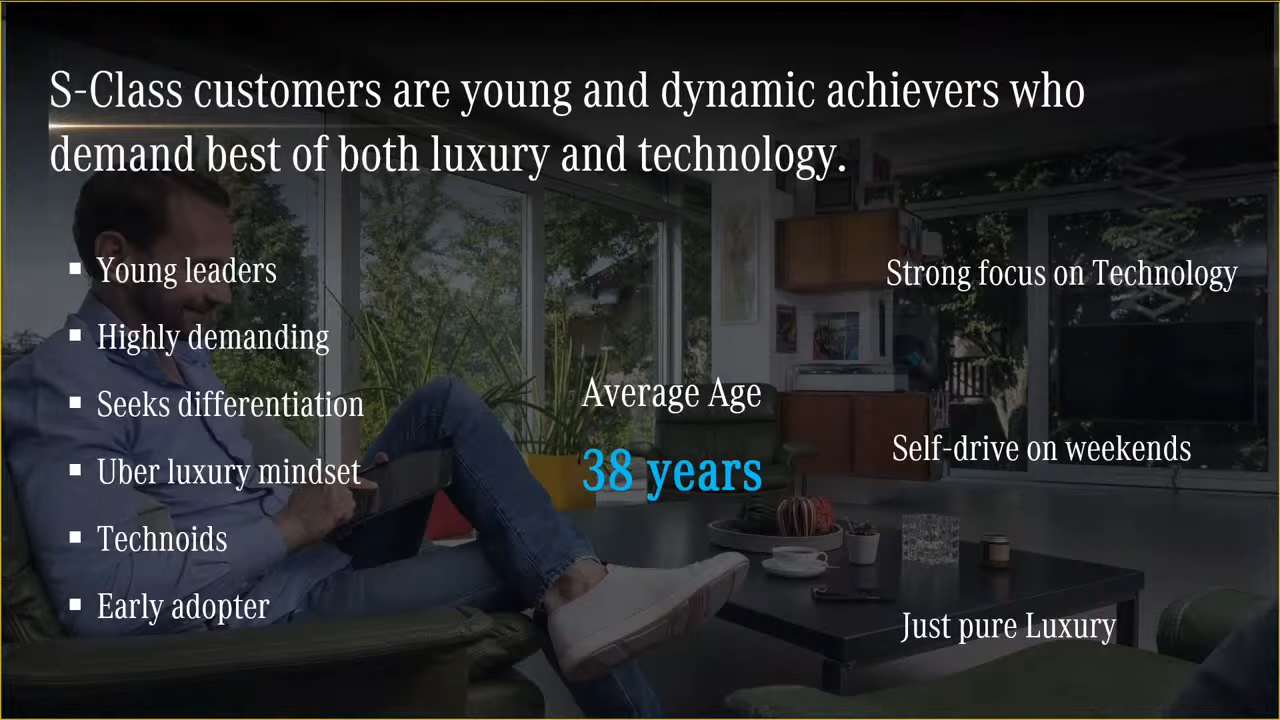 S-Class customers are young and dynamic achievers who
demand best of both luxury and technology.
▪ Young leaders
▪ Highly demanding
▪ Seeks differentiation
▪ Uber luxury mindset
▪ Technoids
▪ Early adopter
Average Age
38 years
Strong focus on Technology
Self-drive on weekends
Just pure Luxury